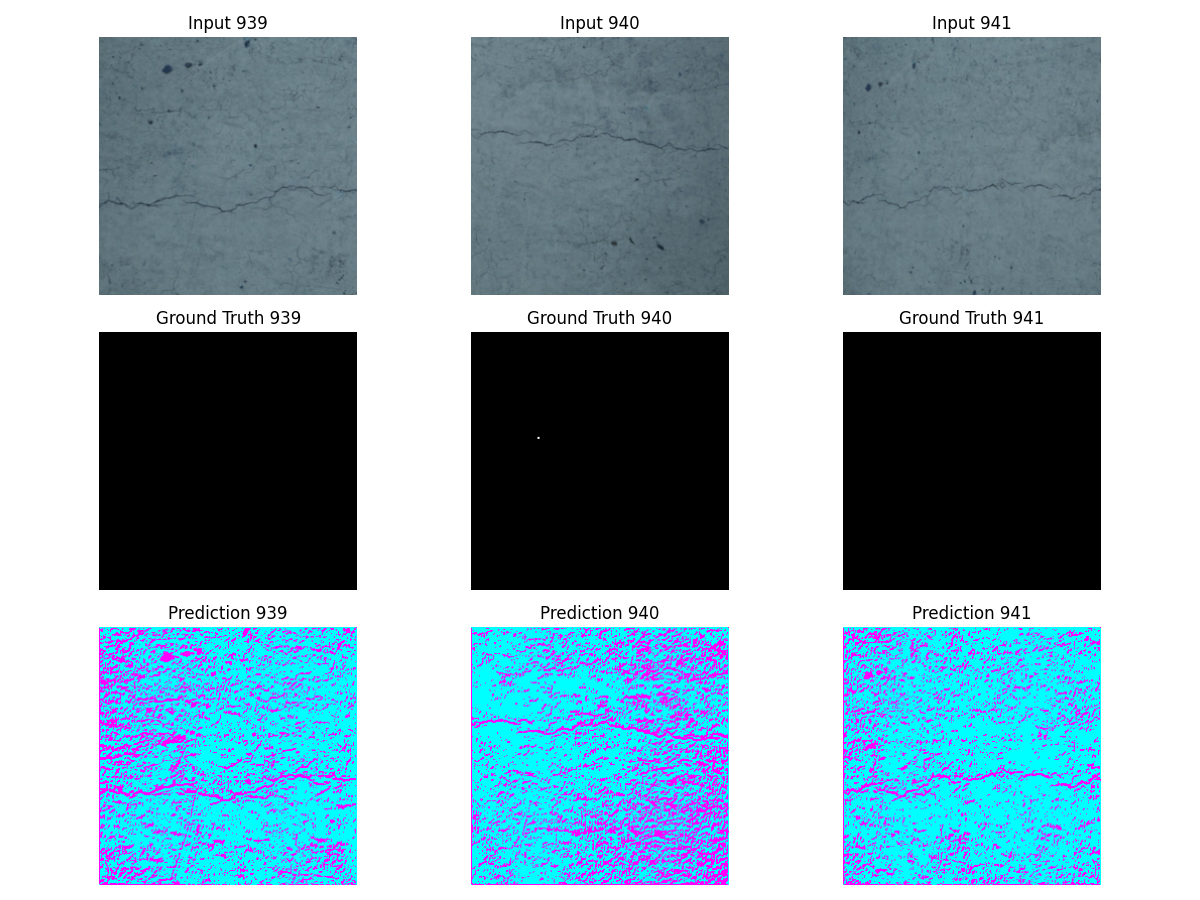 Input 939
Input 940
Input 941
Ground Truth 939
Ground Truth 940
Ground Truth 941
Prediction 939
Prediction 940
Prediction 941